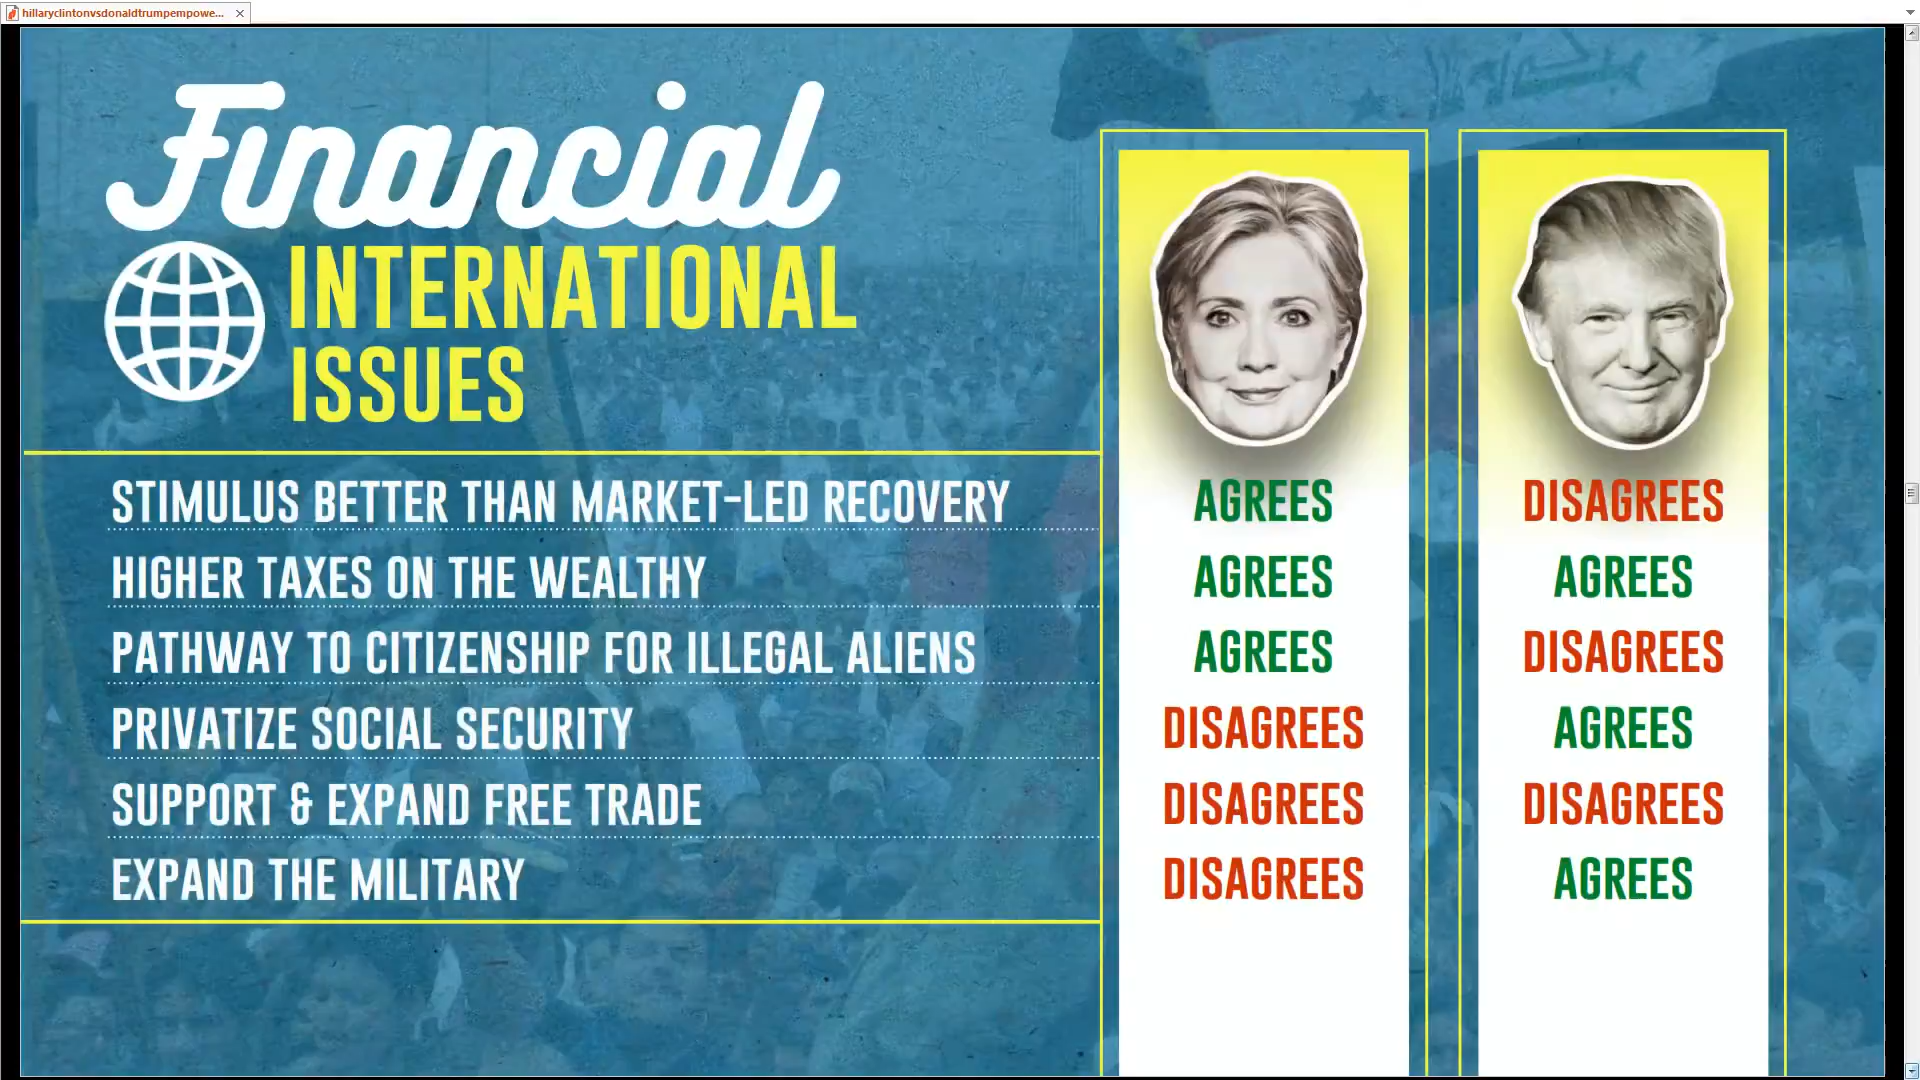 hillaryclintonvsdonaldtrumpempowe...
Financial
INTERNATIONAL
ISSUES
STIMULUS BETTER THAN MARKET-LED RECOVERY AGREES DISAGREES
HIGHER TAXES ON THE WEALTHY AGREES AGREES
PATHWAY TO CITIZENSHIP FOR ILLEGAL ALIENS AGREES DISAGREES
PRIVATIZE SOCIAL SECURITY DISAGREES AGREES
SUPPORT & EXPAND FREE TRADE DISAGREES DISAGREES
EXPAND THE MILITARY DISAGREES AGREES